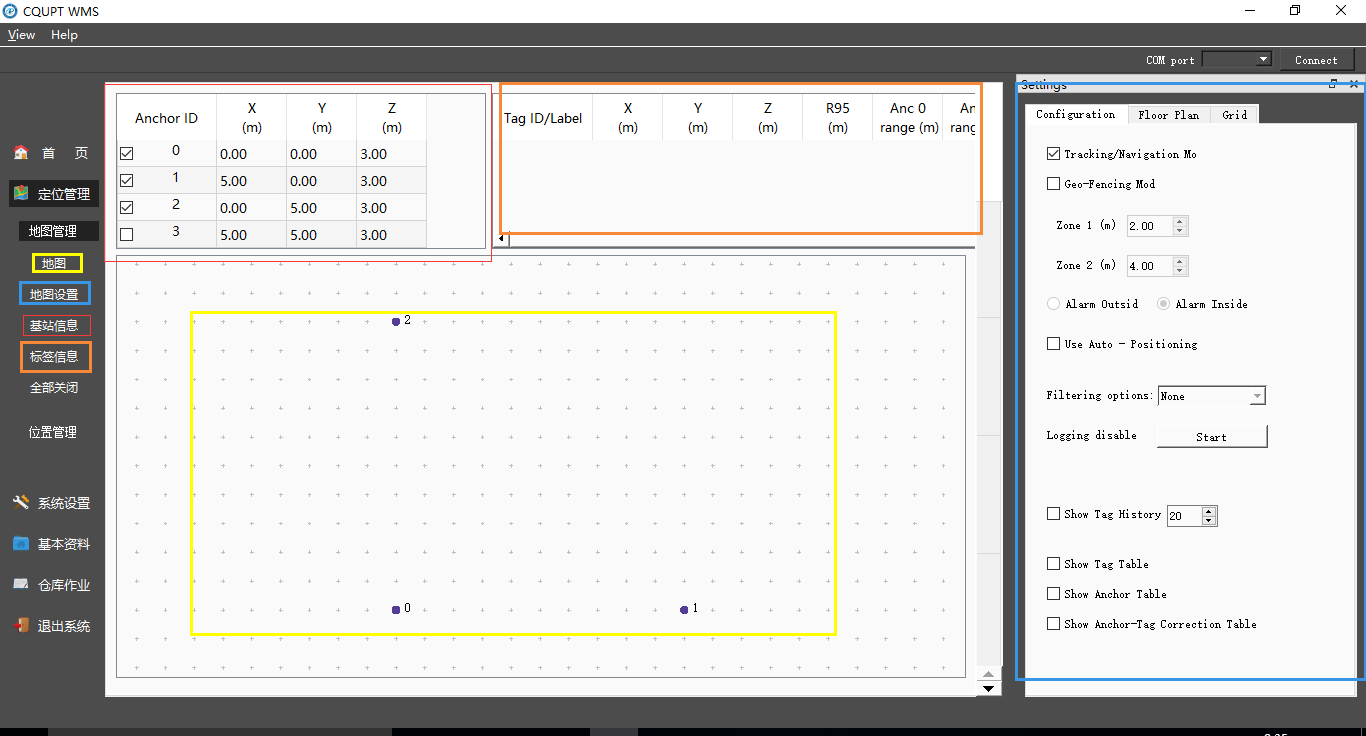 CQUPT WMS
View Help
COM port Connect
首 页
定位管理
地图管理
地图
地图设置
基站信息
标签信息
全部关闭
位置管理
系统设置
基本资料
仓库作业
退出系统
Anchor ID X (m) Y (m) Z (m)
0 0.00 0.00 3.00
1 5.00 0.00 3.00
2 0.00 5.00 3.00
3 5.00 5.00 3.00
Tag ID/Label X (m) Y (m) Z (m) R95 (m) Anc 0 range (m) An rang
2
0
1
Settings
Configuration Floor Plan Grid
Tracking/Navigation Mo
Geo-Fencing Mod
Zone 1 (m) 2.00
Zone 2 (m) 4.00
Alarm Outsid Alarm Inside
Use Auto - Positioning
Filtering options: None
Logging disable Start
Show Tag History 20
Show Tag Table
Show Anchor Table
Show Anchor-Tag Correction Table